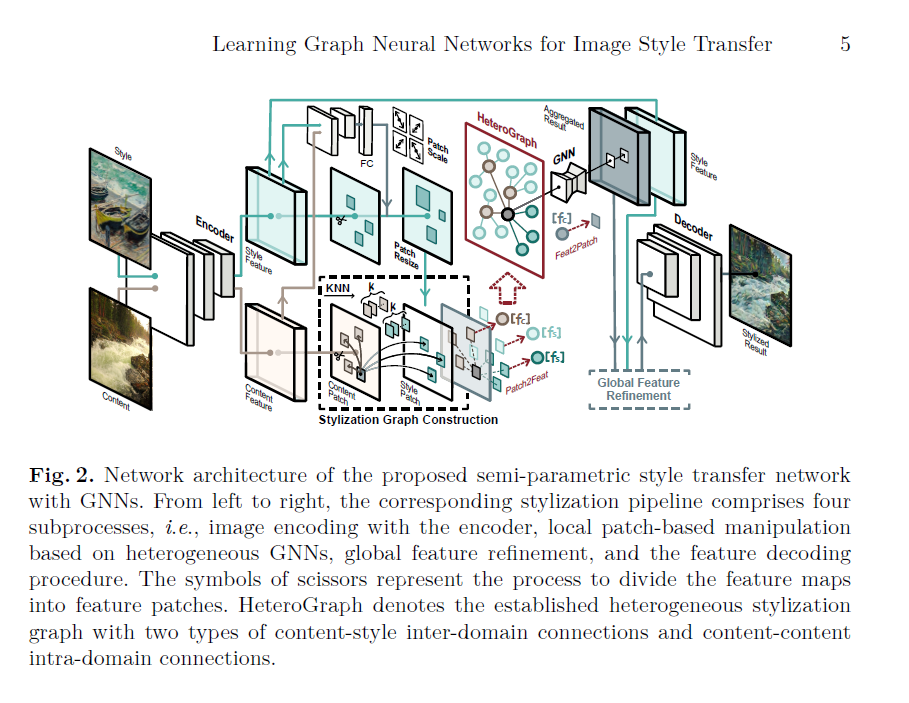 Learning Graph Neural Networks for Image Style Transfer 5
Style
Content
Encoder
Style
Feature
Content
Feature
FC
Patch
Scale
Patch
Resize
KNN
K
K
Content
Patch
Style
Patch
Stylization Graph Construction
HeteroGraph
[fc]
[fs]
[fs]
Patch2Feat
GNN
[fc]
Feat2Patch
Aggregated
Result
Style
Feature
Decoder
Stylized
Result
Global Feature
Refinement
Fig. 2. Network architecture of the proposed semi-parametric style transfer network
with GNNs. From left to right, the corresponding stylization pipeline comprises four
subprocesses, i.e., image encoding with the encoder, local patch-based manipulation
based on heterogeneous GNNs, global feature refinement, and the feature decoding
procedure. The symbols of scissors represent the process to divide the feature maps
into feature patches. HeteroGraph denotes the established heterogeneous stylization
graph with two types of content-style inter-domain connections and content-content
intra-domain connections.